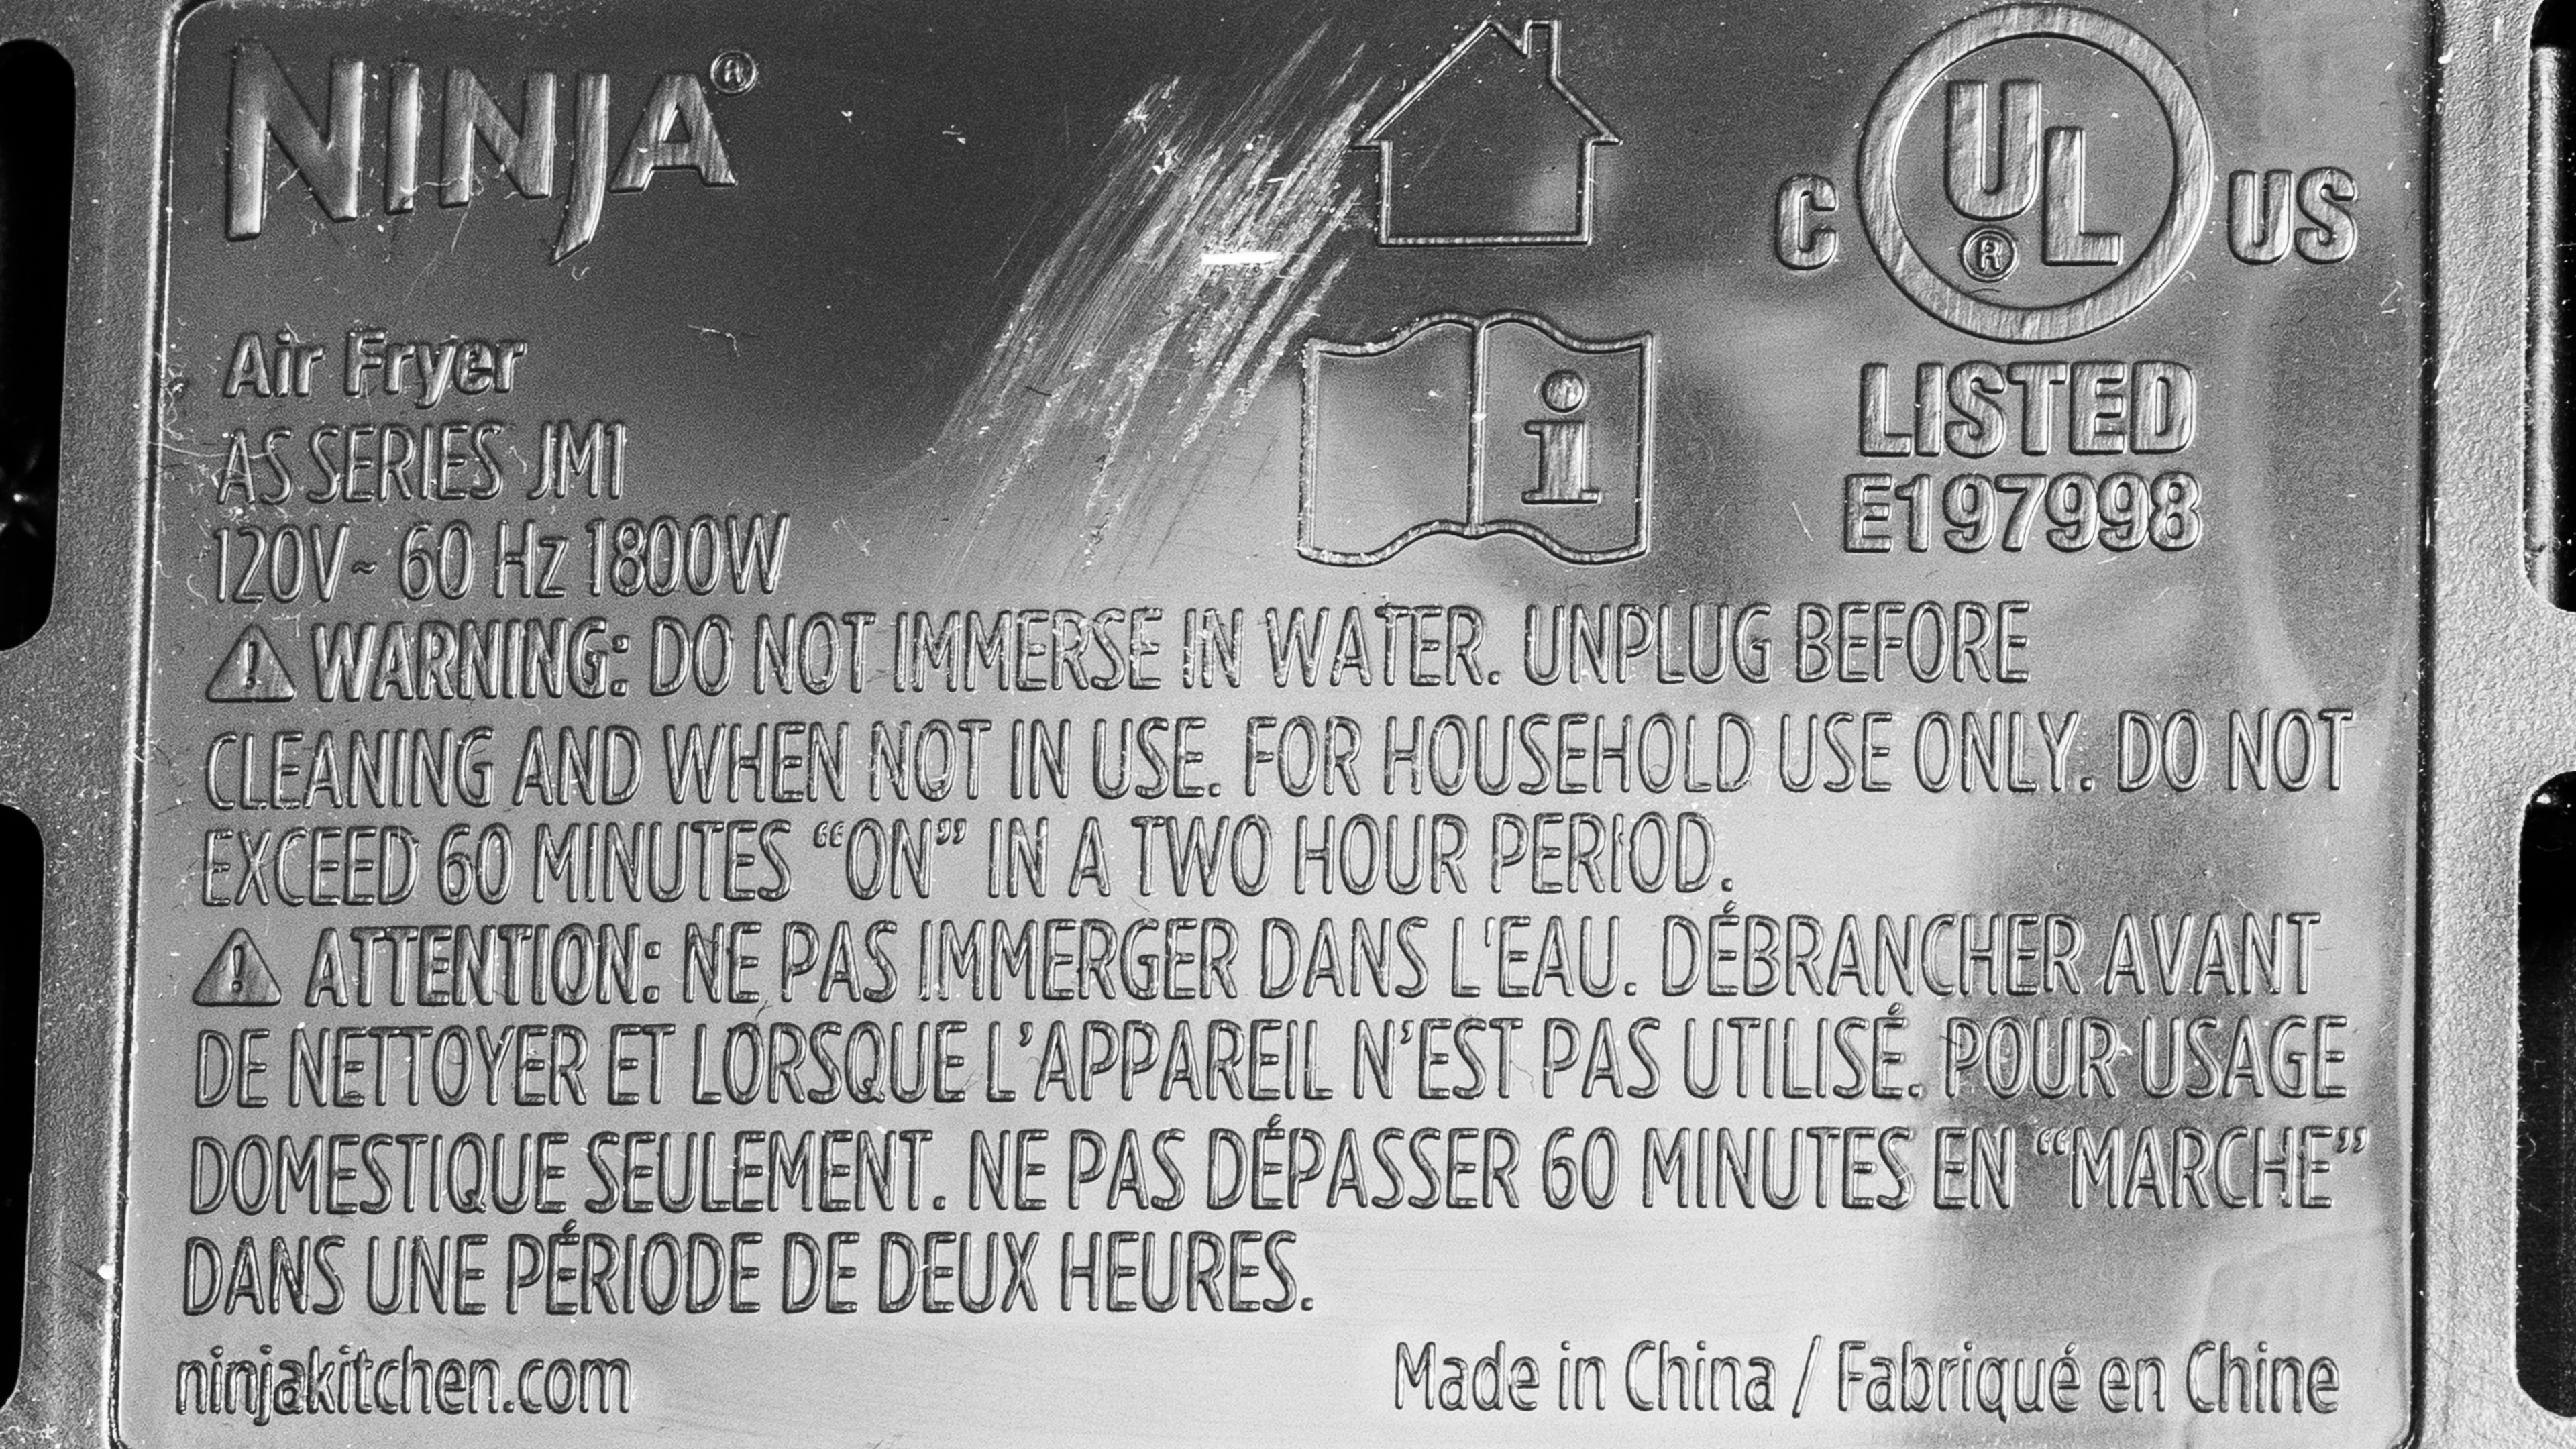 NINJA®
C UL® US
LISTED
E197998
Air Fryer
AS SERIES JM1
120V~ 60 Hz 1800W
WARNING: DO NOT IMMERSE IN WATER. UNPLUG BEFORE
CLEANING AND WHEN NOT IN USE. FOR HOUSEHOLD USE ONLY. DO NOT
EXCEED 60 MINUTES “ON” IN A TWO HOUR PERIOD.
ATTENTION: NE PAS IMMERGER DANS L'EAU. DÉBRANCHER AVANT
DE NETTOYER ET LORSQUE L’APPAREIL N’EST PAS UTILISÉ. POUR USAGE
DOMESTIQUE SEULEMENT. NE PAS DÉPASSER 60 MINUTES EN “MARCHE”
DANS UNE PÉRIODE DE DEUX HEURES.
ninjakitchen.com
Made in China / Fabriqué en Chine